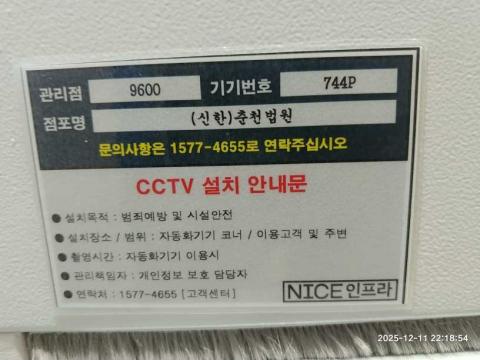 관리점 9600 기기번호 744P
점포명 (신한)춘천법원
문의사항은 1577-4655로 연락주십시오
CCTV 설치 안내문
● 설치목적 : 범죄예방 및 시설안전
● 설치장소 / 범위 : 자동화기기 코너 / 이용고객 및 주변
● 촬영시간 : 자동화기기 이용시
● 관리책임자 : 개인정보 보호 담당자
● 연락처 : 1577-4655 [고객센터]
NICE인프라
2025-12-11 22:18:54